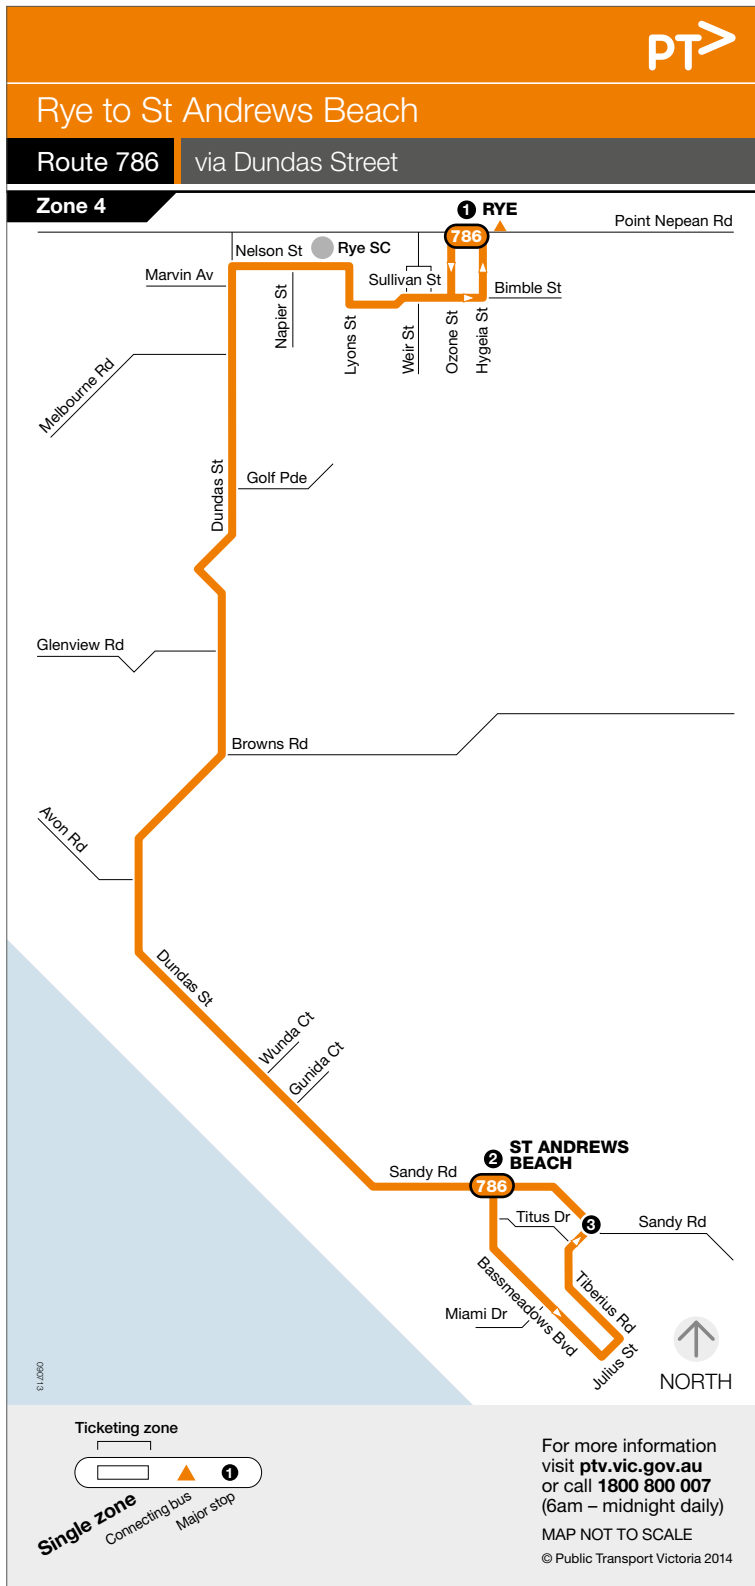 PT>
Rye to St Andrews Beach
Route 786 via Dundas Street
Zone 4
1 RYE
Point Nepean Rd
786
Nelson St
Rye SC
Marvin Av
Sullivan St
Bimble St
Napier St
Lyons St
Weir St
Ozone St
Hygeia St
Melbourne Rd
Dundas St
Golf Pde
Glenview Rd
Browns Rd
Avon Rd
Dundas St
Wunda Ct
Gunida Ct
2 ST ANDREWS
BEACH
Sandy Rd
786
Titus Dr
3
Sandy Rd
Bassmeadows Bvd
Tiberius Rd
Miami Dr
Julius St
NORTH
090713
Ticketing zone
1
Single zone
Connecting bus
Major stop
For more information
visit ptv.vic.gov.au
or call 1800 800 007
(6am – midnight daily)
MAP NOT TO SCALE
© Public Transport Victoria 2014